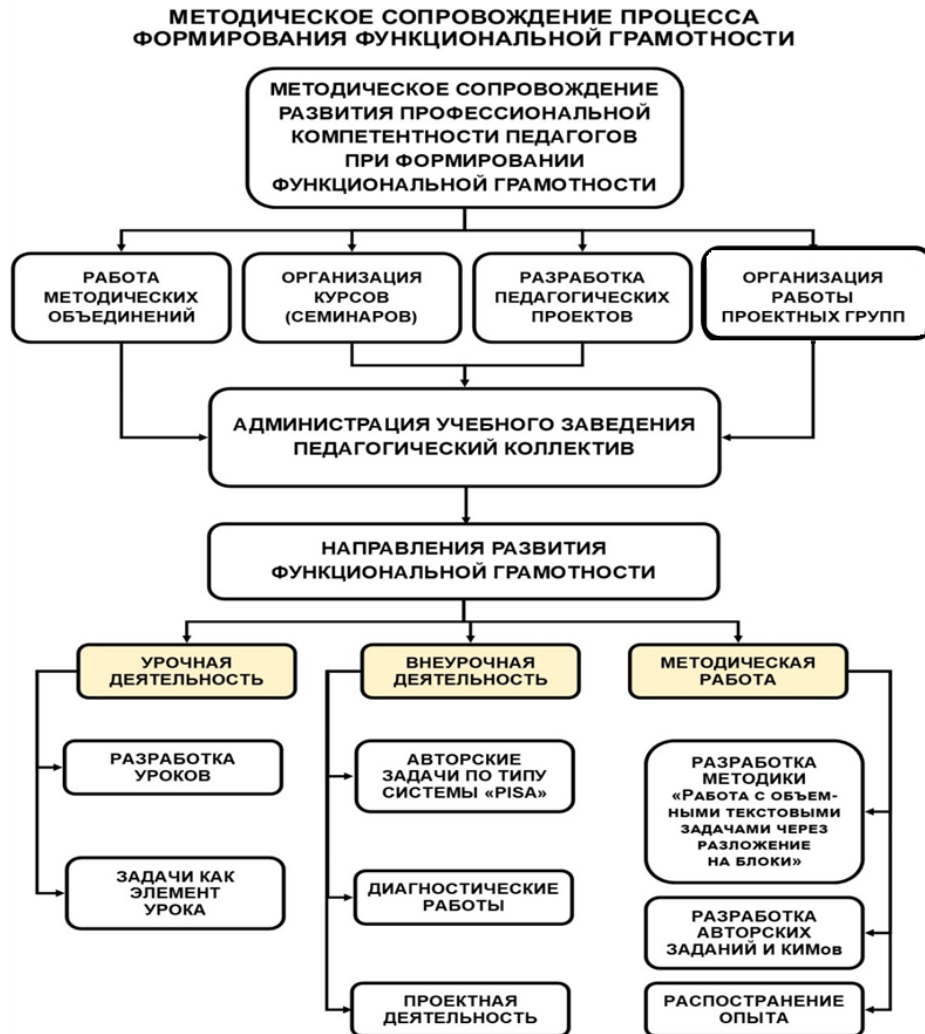 МЕТОДИЧЕСКОЕ СОПРОВОЖДЕНИЕ ПРОЦЕССА
ФОРМИРОВАНИЯ ФУНКЦИОНАЛЬНОЙ ГРАМОТНОСТИ
МЕТОДИЧЕСКОЕ СОПРОВОЖДЕНИЕ
РАЗВИТИЯ ПРОФЕССИОНАЛЬНОЙ
КОМПЕТЕНТНОСТИ ПЕДАГОГОВ
ПРИ ФОРМИРОВАНИИ
ФУНКЦИОНАЛЬНОЙ ГРАМОТНОСТИ
РАБОТА
МЕТОДИЧЕСКИХ
ОБЪЕДИНЕНИЙ
ОРГАНИЗАЦИЯ
КУРСОВ
(СЕМИНАРОВ)
РАЗРАБОТКА
ПЕДАГОГИЧЕСКИХ
ПРОЕКТОВ
ОРГАНИЗАЦИЯ
РАБОТЫ
ПРОЕКТНЫХ ГРУПП
АДМИНИСТРАЦИЯ УЧЕБНОГО ЗАВЕДЕНИЯ
ПЕДАГОГИЧЕСКИЙ КОЛЛЕКТИВ
НАПРАВЛЕНИЯ РАЗВИТИЯ
ФУНКЦИОНАЛЬНОЙ ГРАМОТНОСТИ
УРОЧНАЯ
ДЕЯТЕЛЬНОСТЬ
РАЗРАБОТКА
УРОКОВ
ЗАДАЧИ КАК
ЭЛЕМЕНТ
УРОКА
ВНЕУРОЧНАЯ
ДЕЯТЕЛЬНОСТЬ
АВТОРСКИЕ
ЗАДАЧИ ПО ТИПУ
СИСТЕМЫ «PISA»
ДИАГНОСТИЧЕСКИЕ
РАБОТЫ
ПРОЕКТНАЯ
ДЕЯТЕЛЬНОСТЬ
МЕТОДИЧЕСКАЯ
РАБОТА
РАЗРАБОТКА
МЕТОДИКИ
«РАБОТА С ОБЪЕМ-
НЫМИ ТЕКСТОВЫМИ
ЗАДАЧАМИ ЧЕРЕЗ
РАЗЛОЖЕНИЕ
НА БЛОКИ»
РАЗРАБОТКА
АВТОРСКИХ
ЗАДАНИЙ И КИМов
РАСПОСТРАНЕНИЕ
ОПЫТА